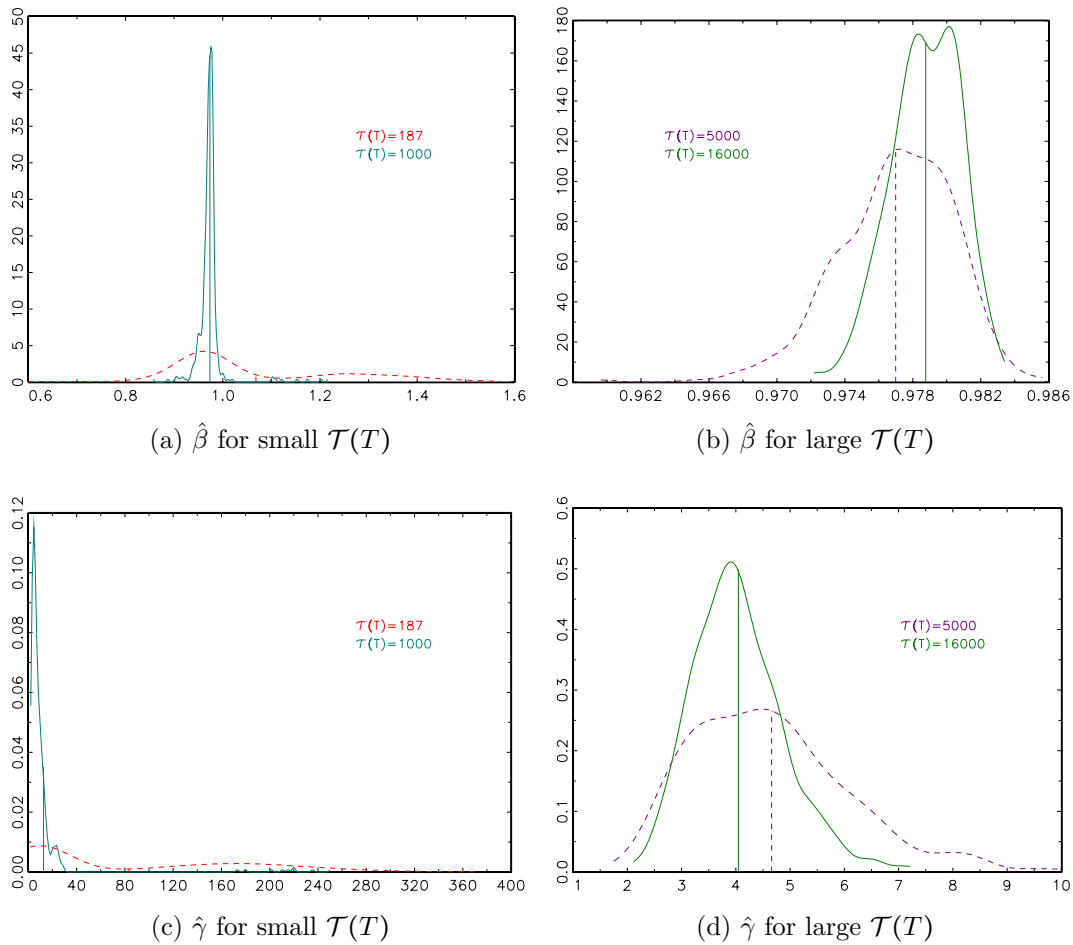 50
45
40
35
30
25
20
15
10
5
0
0.6 0.8 1.0 1.2 1.4 1.6
𝒯(T)=187
𝒯(T)=1000
(a) β̂ for small 𝒯(T)
180
160
140
120
100
80
60
40
20
0
0.962 0.966 0.970 0.974 0.978 0.982 0.986
𝒯(T)=5000
𝒯(T)=16000
(b) β̂ for large 𝒯(T)
0.12
0.10
0.08
0.06
0.04
0.02
0.00
0 40 80 120 160 200 240 280 320 360 400
𝒯(T)=187
𝒯(T)=1000
(c) γ̂ for small 𝒯(T)
0.6
0.5
0.4
0.3
0.2
0.1
0.0
1 2 3 4 5 6 7 8 9 10
𝒯(T)=5000
𝒯(T)=16000
(d) γ̂ for large 𝒯(T)